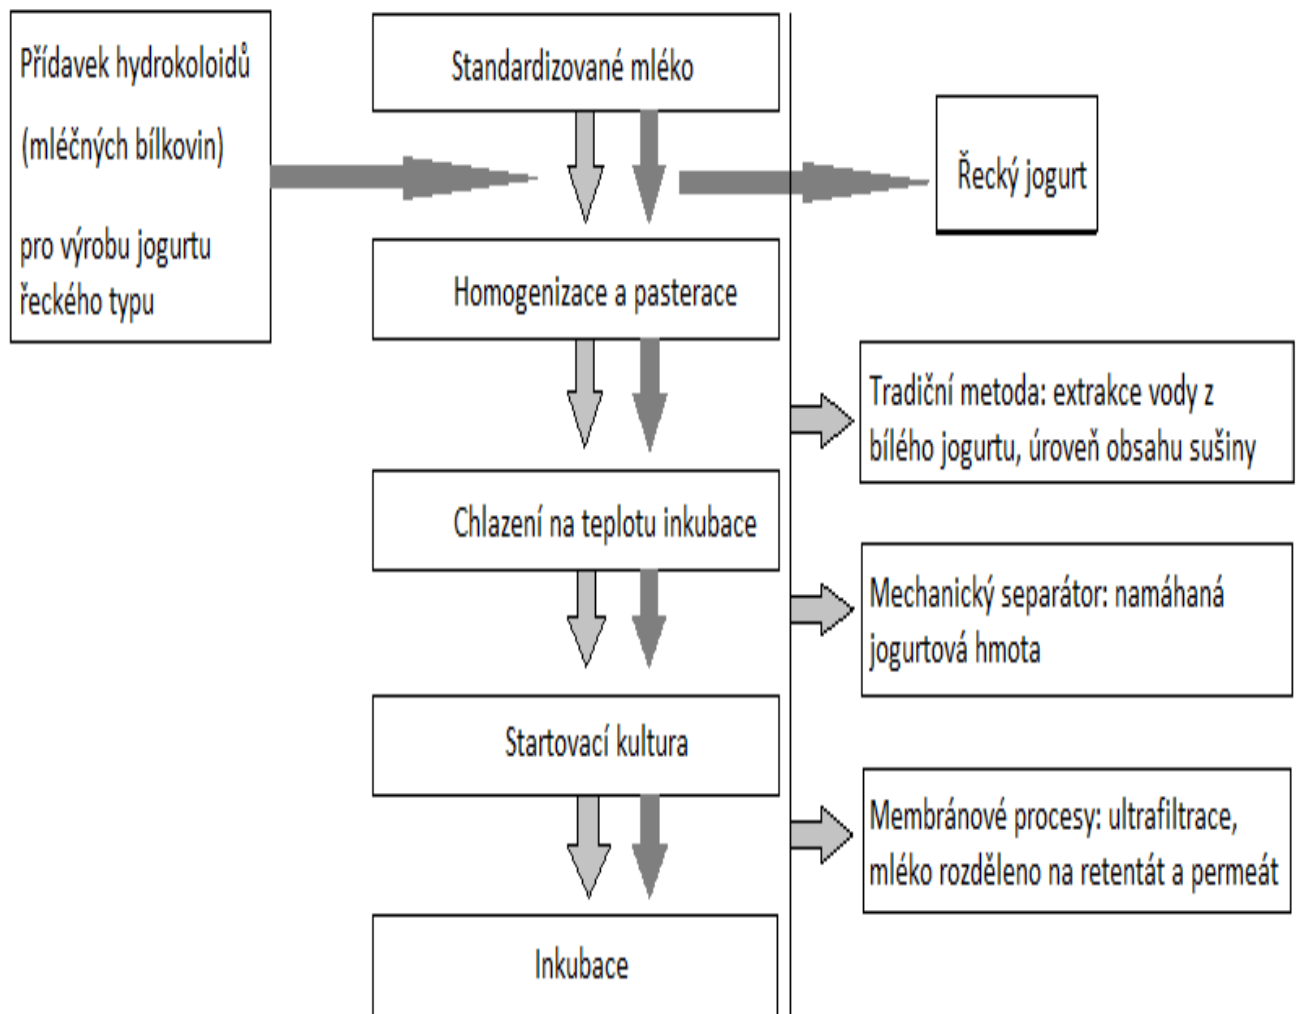 Přídavek hydrokoloidů
(mléčných bílkovin)
pro výrobu jogurtu
řeckého typu
Standardizované mléko
Řecký jogurt
Homogenizace a pasterace
Tradiční metoda: extrakce vody z
bílého jogurtu, úroveň obsahu sušiny
Chlazení na teplotu inkubace
Mechanický separátor: namáhaná
jogurtová hmota
Startovací kultura
Membránové procesy: ultrafiltrace,
mléko rozděleno na retentát a permeát
Inkubace